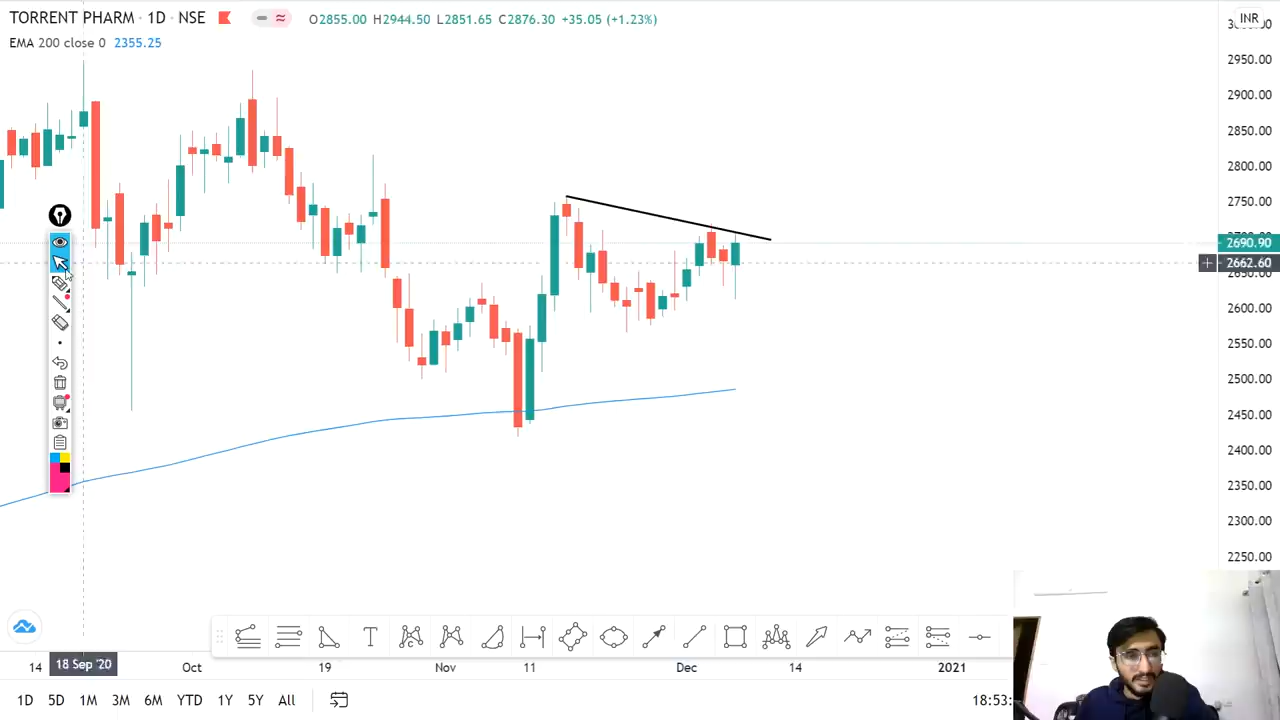 TORRENT PHARM · 1D · NSE
O2855.00 H2944.50 L2851.65 C2876.30 +35.05 (+1.23%)
INR
EMA 200 close 0 2355.25
2950.00
2900.00
2850.00
2800.00
2750.00
2690.90
2662.60
2600.00
2550.00
2500.00
2450.00
2400.00
2350.00
2300.00
2250.00
T
14
18 Sep '20
Oct
19
Nov
11
Dec
14
2021
1D 5D 1M 3M 6M YTD 1Y 5Y All
18:53: